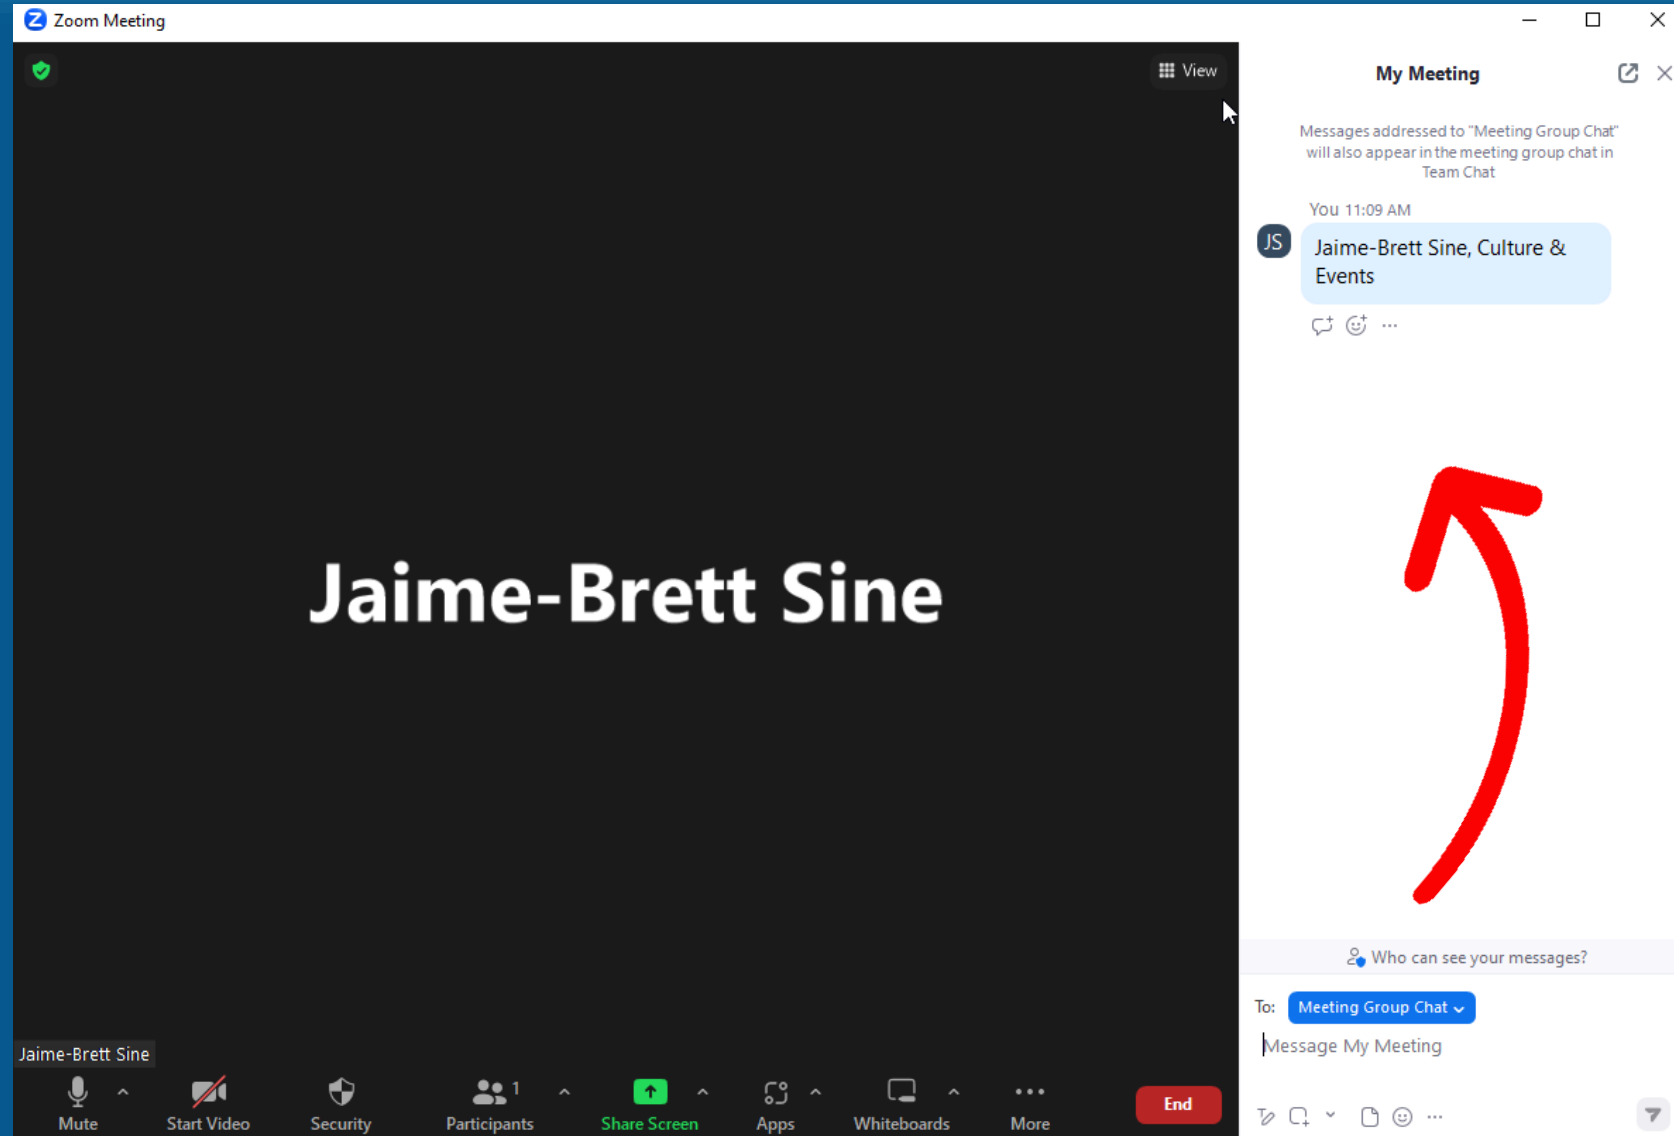 Zoom Meeting
View
My Meeting
Messages addressed to "Meeting Group Chat"
will also appear in the meeting group chat in
Team Chat
You 11:09 AM
JS
Jaime-Brett Sine, Culture &
Events
Jaime-Brett Sine
Who can see your messages?
To: Meeting Group Chat
Message My Meeting
Jaime-Brett Sine
Mute
Start Video
Security
1
Participants
Share Screen
Apps
Whiteboards
More
End